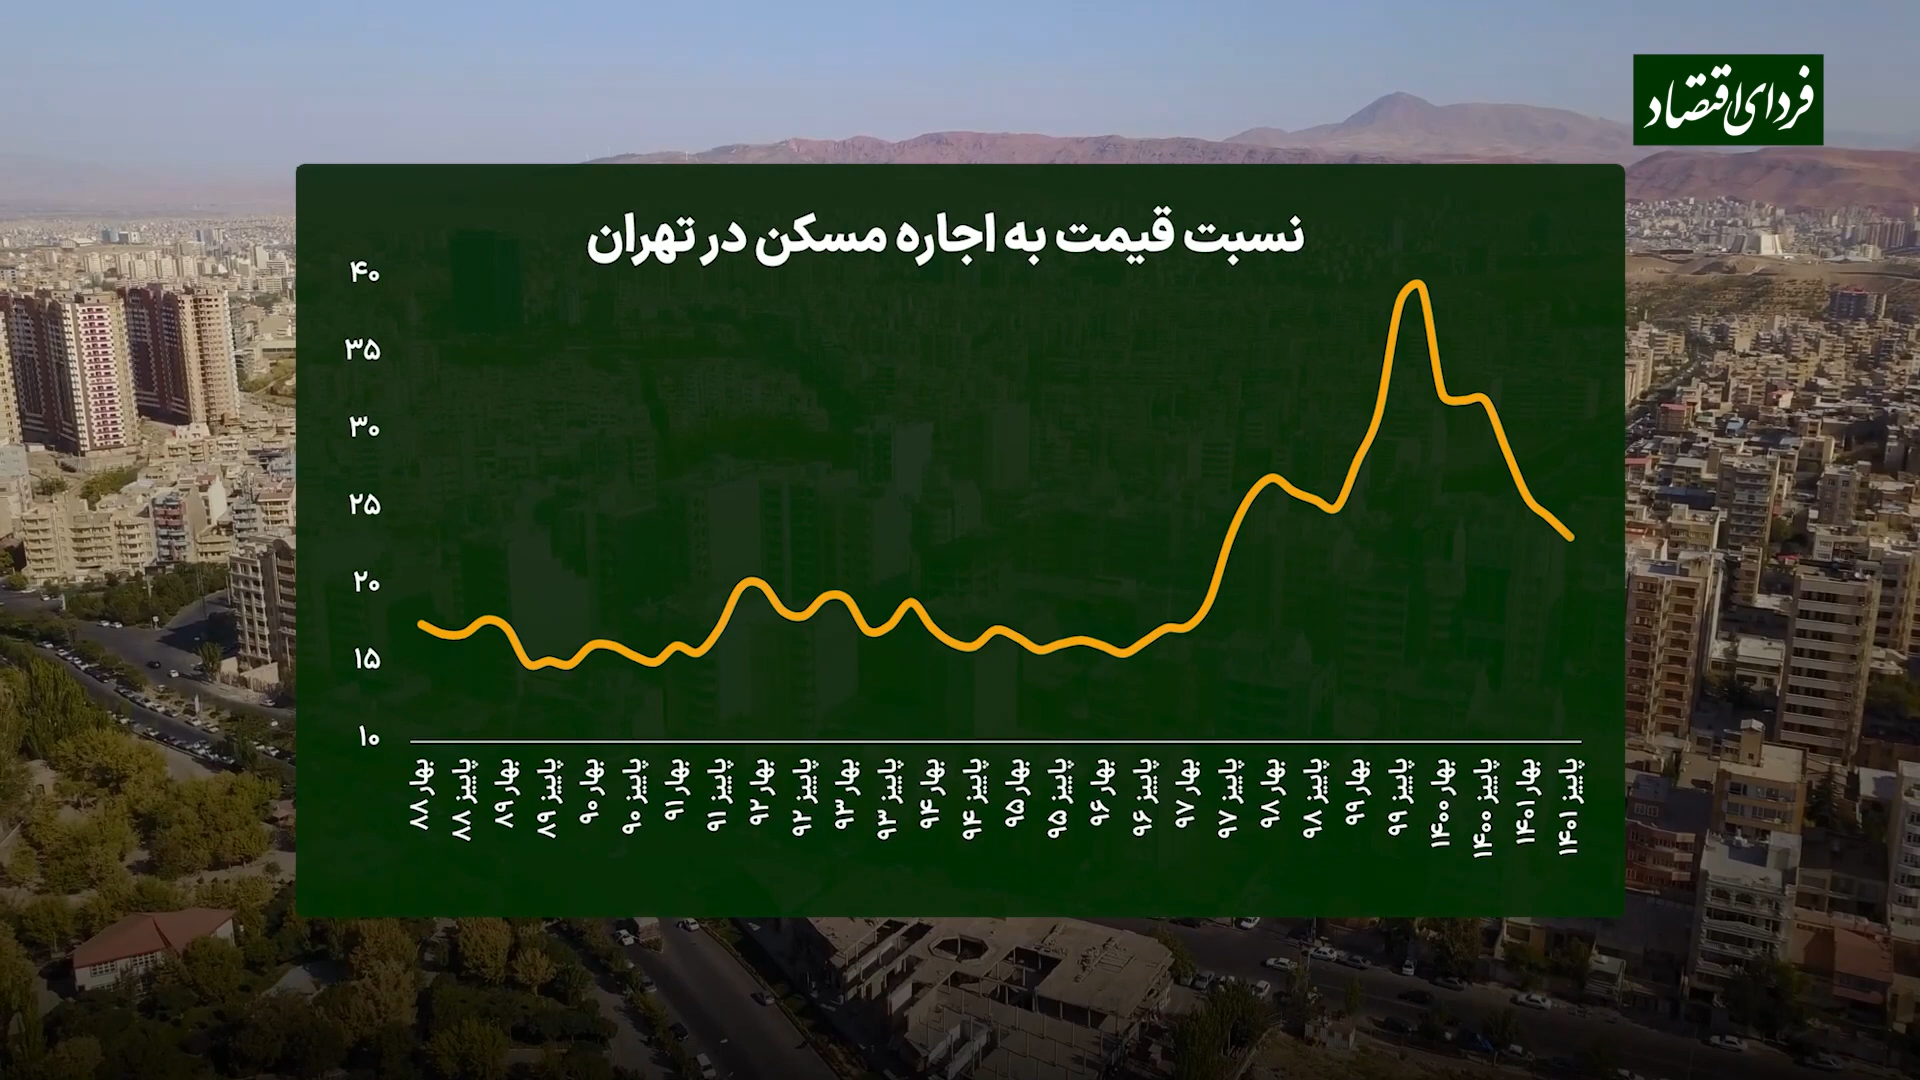 فردای اقتصاد
نسبت قیمت به اجاره مسکن در تهران
۴۰
۳۵
۳۰
۲۵
۲۰
۱۵
۱۰
بهار ۸۸
پاییز ۸۸
بهار ۸۹
پاییز ۸۹
بهار ۹۰
پاییز ۹۰
بهار ۹۱
پاییز ۹۱
بهار ۹۲
پاییز ۹۲
بهار ۹۳
پاییز ۹۳
بهار ۹۴
پاییز ۹۴
بهار ۹۵
پاییز ۹۵
بهار ۹۶
پاییز ۹۶
بهار ۹۷
پاییز ۹۷
بهار ۹۸
پاییز ۹۸
بهار ۹۹
پاییز ۹۹
بهار ۱۴۰۰
پاییز ۱۴۰۰
بهار ۱۴۰۱
پاییز ۱۴۰۱